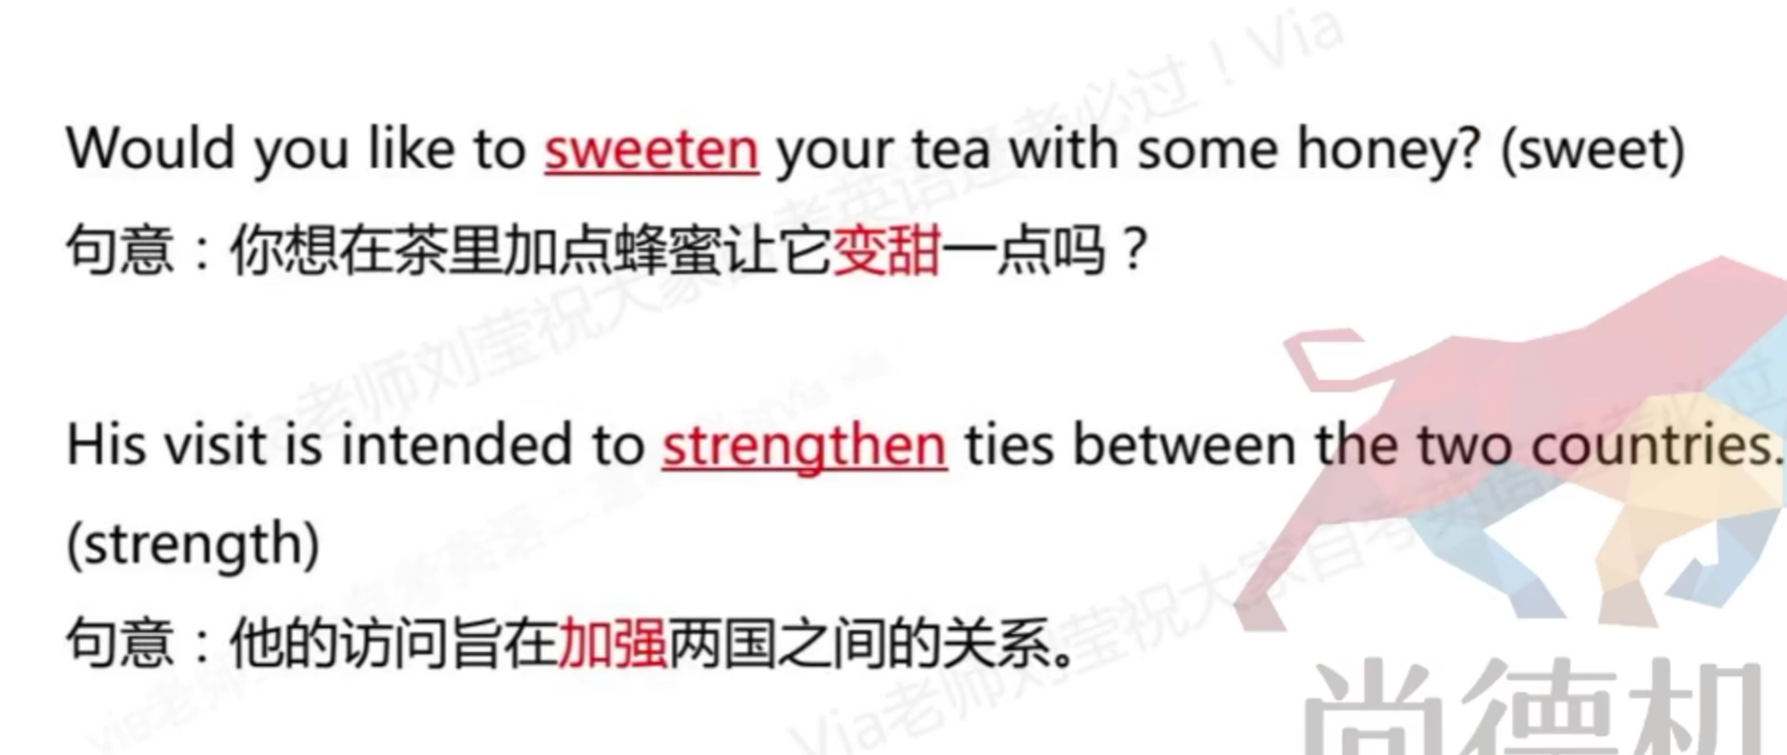 Would you like to sweeten your tea with some honey? (sweet)
句意：你想在茶里加点蜂蜜让它变甜一点吗？
His visit is intended to strengthen ties between the two countries.
(strength)
句意：他的访问旨在加强两国之间的关系。
尚德机